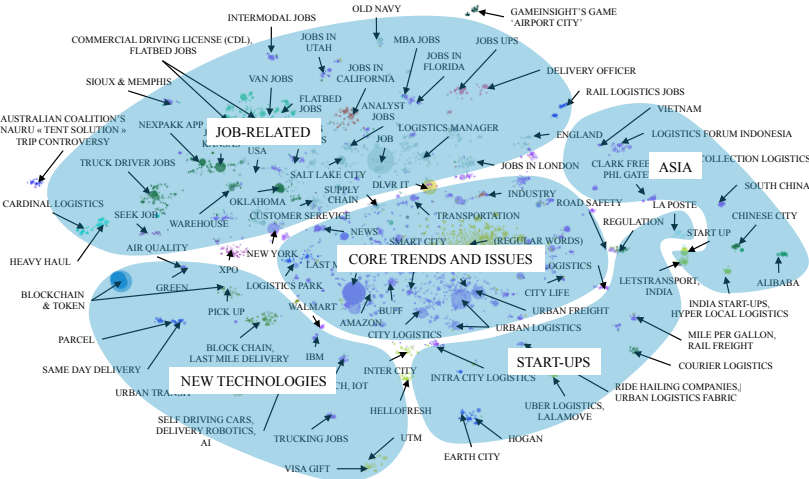 OLD NAVY
GAMEINSIGHT'S GAME
'AIRPORT CITY'
INTERMODAL JOBS
COMMERCIAL DRIVING LICENSE (CDL),
FLATBED JOBS
JOBS IN
UTAH
MBA JOBS
JOBS UPS
JOBS IN
FLORIDA
SIOUX & MEMPHIS
VAN JOBS
JOBS IN
CALIFORNIA
DELIVERY OFFICER
RAIL LOGISTICS JOBS
FLATBED
JOBS
ANALYST
JOBS
VIETNAM
AUSTRALIAN COALITION'S
NAURU « TENT SOLUTION »
TRIP CONTROVERSY
NEXPAKK APP
JOB-RELATED
LOGISTICS MANAGER
ENGLAND
LOGISTICS FORUM INDONESIA
JOB
USA
TRUCK DRIVER JOBS
SALT LAKE CITY
JOBS IN LONDON
CLARK FREE
PHL GATE
ASIA
COLLECTION LOGISTICS
DLVR IT
SOUTH CHINA
CARDINAL LOGISTICS
OKLAHOMA
SUPPLY
CHAIN
INDUSTRY
ROAD SAFETY
LA POSTE
SEEK JOB
WAREHOUSE
CUSTOMER SEREVICE
TRANSPORTATION
REGULATION
CHINESE CITY
NEWS
START UP
AIR QUALITY
SMART CITY
(REGULAR WORDS)
HEAVY HAUL
XPO
NEW YORK
LAST
CORE TRENDS AND ISSUES
OGISTICS
GREEN
LOGISTICS PARK
CITY LIFE
LETSTRANSPORT,
INDIA
ALIBABA
BLOCKCHAIN
& TOKEN
PICK UP
WALMART
BUFF
URBAN FREIGHT
INDIA START-UPS,
HYPER LOCAL LOGISTICS
AMAZON
CITY LOGISTICS
URBAN LOGISTICS
PARCEL
BLOCK CHAIN,
LAST MILE DELIVERY
IBM
MILE PER GALLON,
RAIL FREIGHT
SAME DAY DELIVERY
NEW TECHNOLOGIES
CH, IOT
INTER CITY
INTRA CITY LOGISTICS
START-UPS
COURIER LOGISTICS
URBAN TRAN
RIDE HAILING COMPANIES,
URBAN LOGISTICS FABRIC
HELLOFRESH
UBER LOGISTICS,
LALAMOVE
SELF DRIVING CARS,
DELIVERY ROBOTICS,
AI
TRUCKING JOBS
UTM
HOGAN
EARTH CITY
VISA GIFT